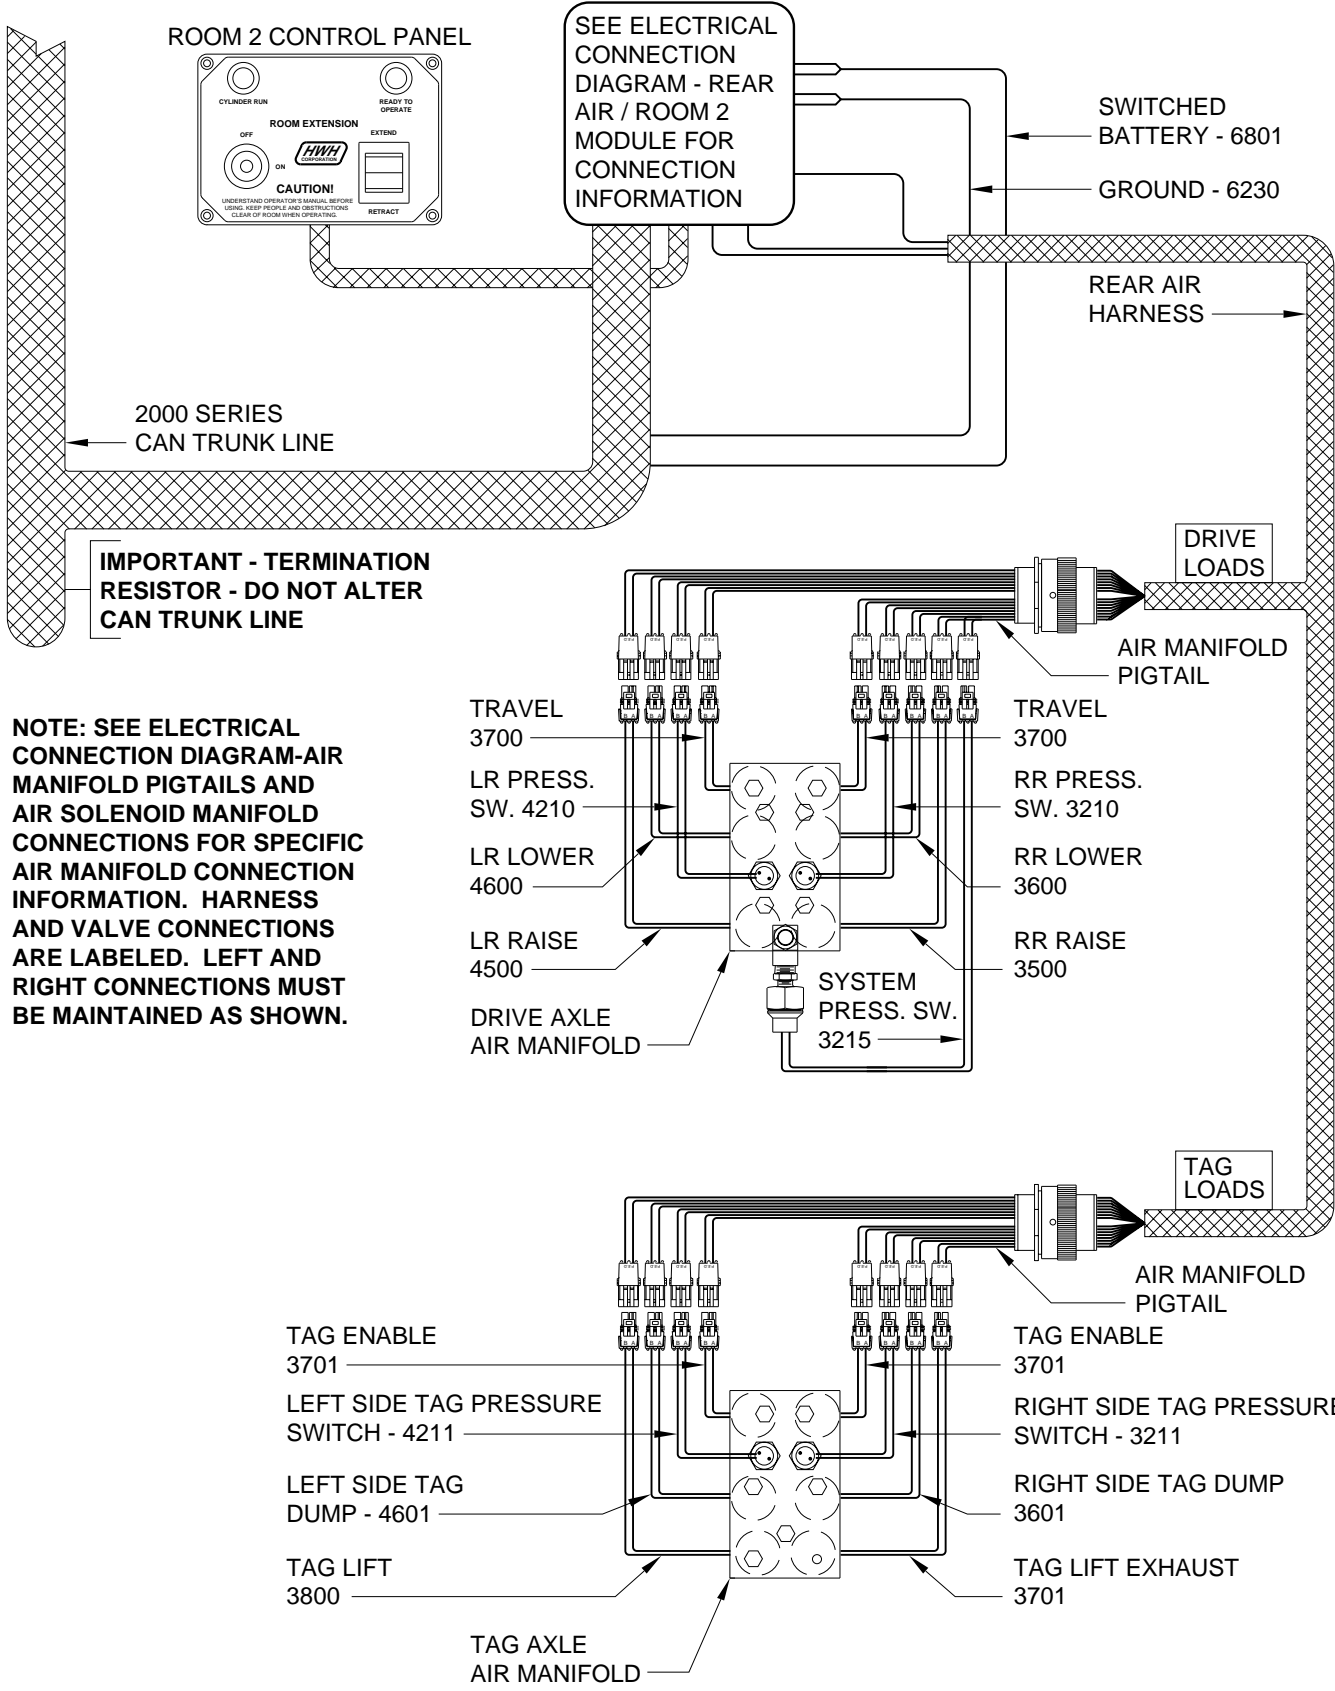 ROOM 2 CONTROL PANEL
CYLINDER RUN
READY TO
OPERATE
ROOM EXTENSION
OFF
ON
HWH
CORPORATION
EXTEND
RETRACT
CAUTION!
UNDERSTAND OPERATOR'S MANUAL BEFORE
USING. KEEP PEOPLE AND OBSTRUCTIONS
CLEAR OF ROOM WHEN OPERATING.
SEE ELECTRICAL
CONNECTION
DIAGRAM - REAR
AIR / ROOM 2
MODULE FOR
CONNECTION
INFORMATION
SWITCHED
BATTERY - 6801
GROUND - 6230
REAR AIR
HARNESS
2000 SERIES
CAN TRUNK LINE
IMPORTANT - TERMINATION
RESISTOR - DO NOT ALTER
CAN TRUNK LINE
DRIVE
LOADS
AIR MANIFOLD
PIGTAIL
NOTE: SEE ELECTRICAL
CONNECTION DIAGRAM-AIR
MANIFOLD PIGTAILS AND
AIR SOLENOID MANIFOLD
CONNECTIONS FOR SPECIFIC
AIR MANIFOLD CONNECTION
INFORMATION. HARNESS
AND VALVE CONNECTIONS
ARE LABELED. LEFT AND
RIGHT CONNECTIONS MUST
BE MAINTAINED AS SHOWN.
B A
B A
B A
B A
B A
B A
B A
B A
B A
TRAVEL
3700
LR PRESS.
SW. 4210
LR LOWER
4600
LR RAISE
4500
DRIVE AXLE
AIR MANIFOLD
TRAVEL
3700
RR PRESS.
SW. 3210
RR LOWER
3600
RR RAISE
3500
SYSTEM
PRESS. SW.
3215
TAG
LOADS
AIR MANIFOLD
PIGTAIL
B A
B A
B A
B A
B A
B A
B A
B A
TAG ENABLE
3701
LEFT SIDE TAG PRESSURE
SWITCH - 4211
LEFT SIDE TAG
DUMP - 4601
TAG LIFT
3800
TAG AXLE
AIR MANIFOLD
TAG ENABLE
3701
RIGHT SIDE TAG PRESSURE
SWITCH - 3211
RIGHT SIDE TAG DUMP
3601
TAG LIFT EXHAUST
3701